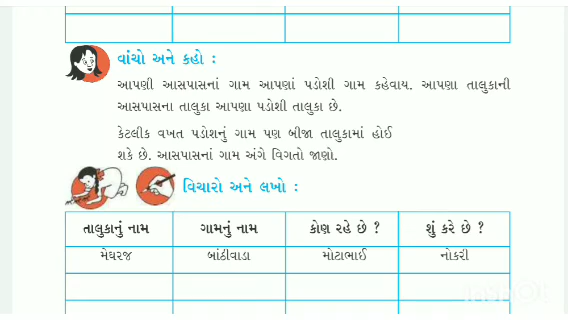 વાંચો અને કહો :
આપણી આસપાસનાં ગામ આપણાં પડોશી ગામ કહેવાય. આપણા તાલુકાની
આસપાસના તાલુકા આપણા પડોશી તાલુકા છે.
કેટલીક વખત પડોશનું ગામ પણ બીજા તાલુકામાં હોઈ
શકે છે. આસપાસનાં ગામ અંગે વિગતો જાણો.
વિચારો અને લખો :
તાલુકાનું નામ ગામનું નામ કોણ રહે છે ? શું કરે છે ?
મેઘરજ બાંઠીવાડા મોટાભાઈ નોકરી